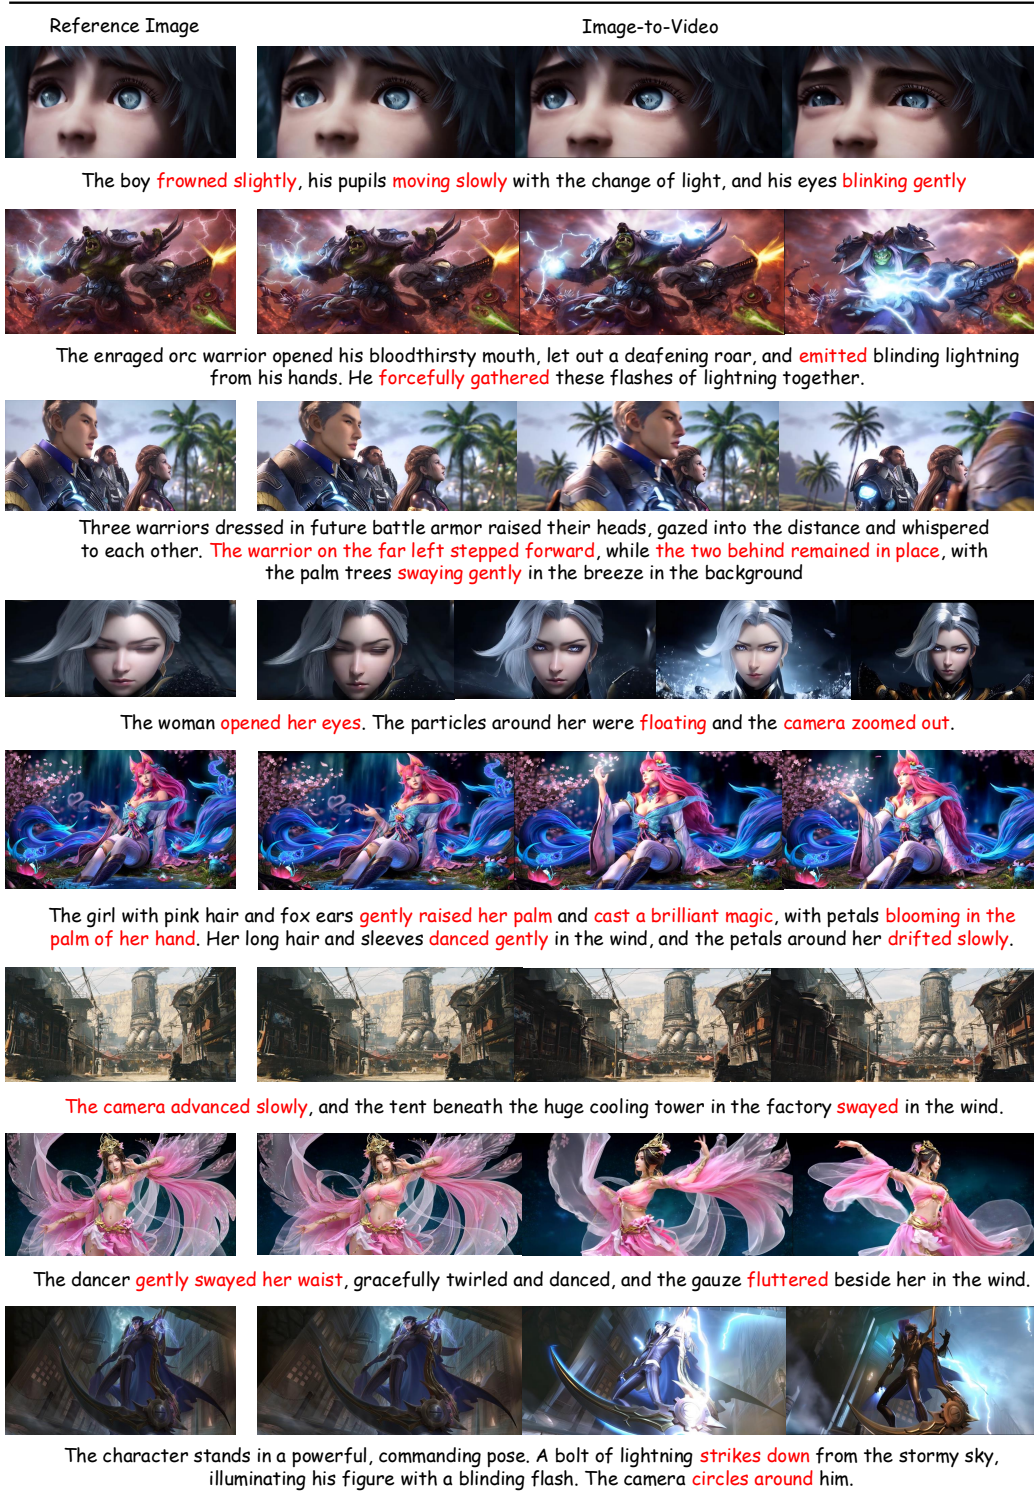 Reference Image
Image-to-Video
The boy frowned slightly, his pupils moving slowly with the change of light, and his eyes blinking gently
The enraged orc warrior opened his bloodthirsty mouth, let out a deafening roar, and emitted blinding lightning
from his hands. He forcefully gathered these flashes of lightning together.
Three warriors dressed in future battle armor raised their heads, gazed into the distance and whispered
to each other. The warrior on the far left stepped forward, while the two behind remained in place, with
the palm trees swaying gently in the breeze in the background
The woman opened her eyes. The particles around her were floating and the camera zoomed out.
The girl with pink hair and fox ears gently raised her palm and cast a brilliant magic, with petals blooming in the
palm of her hand. Her long hair and sleeves danced gently in the wind, and the petals around her drifted slowly.
The camera advanced slowly, and the tent beneath the huge cooling tower in the factory swayed in the wind.
The dancer gently swayed her waist, gracefully twirled and danced, and the gauze fluttered beside her in the wind.
The character stands in a powerful, commanding pose. A bolt of lightning strikes down from the stormy sky,
illuminating his figure with a blinding flash. The camera circles around him.